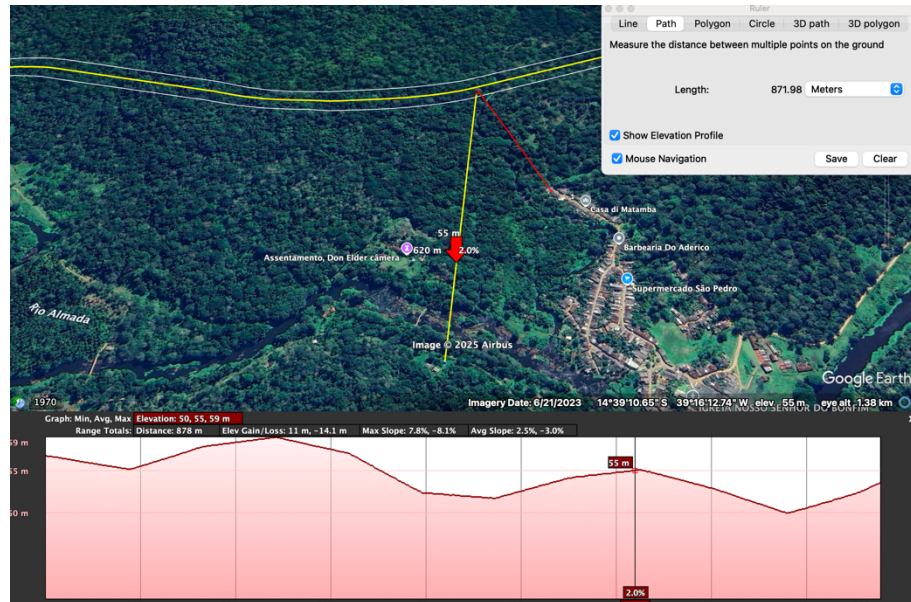 Ruler
Line Path Polygon Circle 3D path 3D polygon
Measure the distance between multiple points on the ground
Length: 871.98 Meters
Show Elevation Profile
Mouse Navigation Save Clear
Casa di Matamba
55 m
Barbearia Do Aderico
620 m 2.0%
Assentamento, Don Elder câmera
Supermercado São Pedro
Rio Almada
Image © 2025 Airbus
Google Earth
1970
Imagery Date: 6/21/2023 14°39'10.65" S 39°16'12.74" W elev. 55 m eye alt 1.38 km
IGREJA NOSSO SENHOR DO BONFIM
Graph: Min, Avg, Max Elevation: 50, 55, 59 m
Range Totals: Distance: 878 m Elev Gain/Loss: 11 m, -14.1 m Max Slope: 7.8%, -8.1% Avg Slope: 2.5%, -3.0%
59 m
55 m
55 m
50 m
2.0%